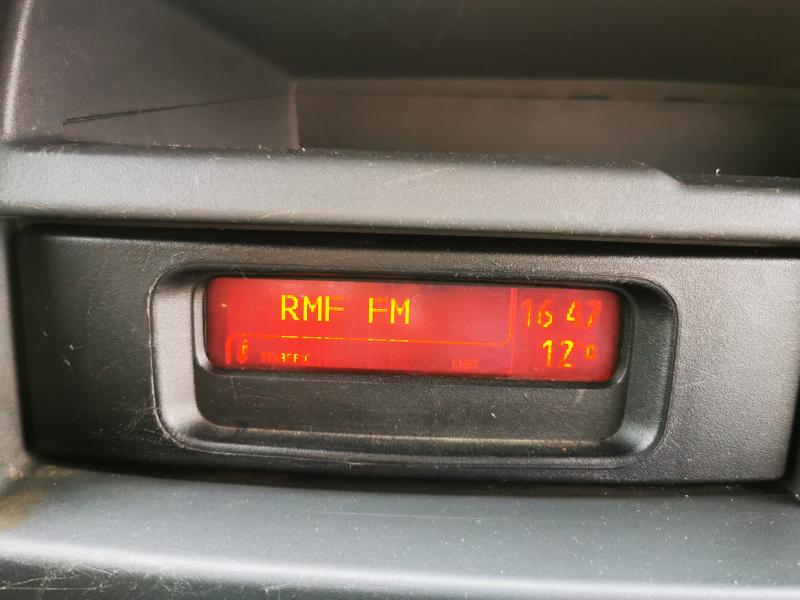 RMF FM 16:47
12°C
TRAFFIC LIST